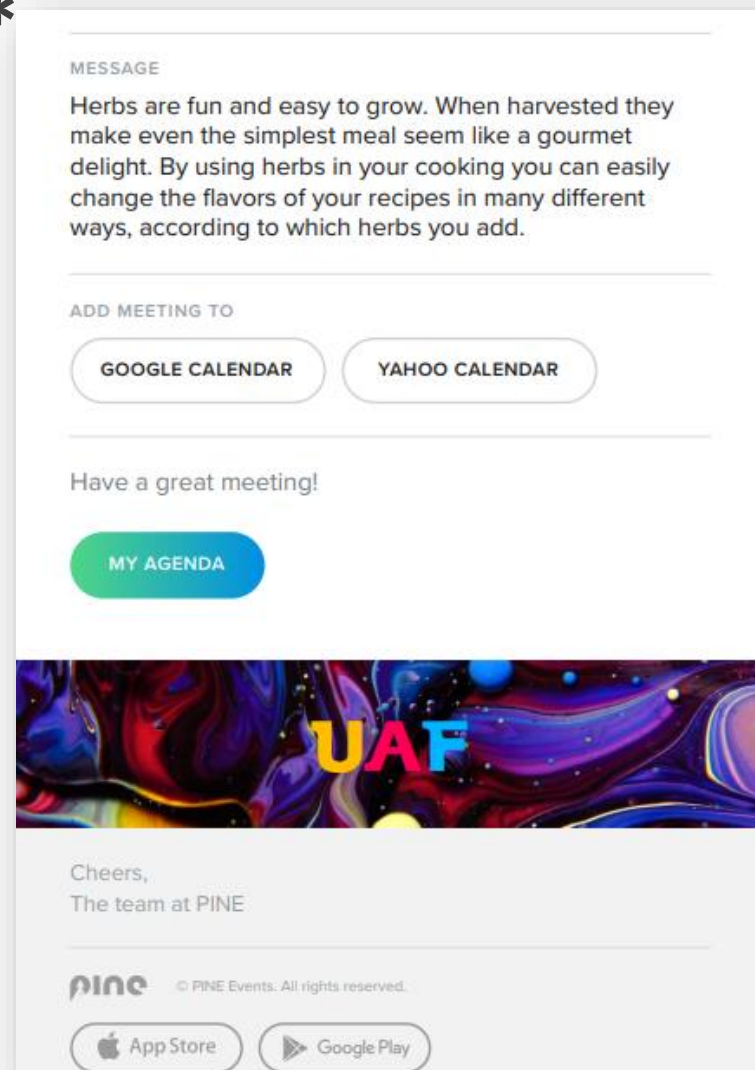 *
MESSAGE
Herbs are fun and easy to grow. When harvested they
make even the simplest meal seem like a gourmet
delight. By using herbs in your cooking you can easily
change the flavors of your recipes in many different
ways, according to which herbs you add.
ADD MEETING TO
GOOGLE CALENDAR YAHOO CALENDAR
Have a great meeting!
MY AGENDA
UAF
Cheers,
The team at PINE
pine © PINE Events. All rights reserved.
App Store Google Play